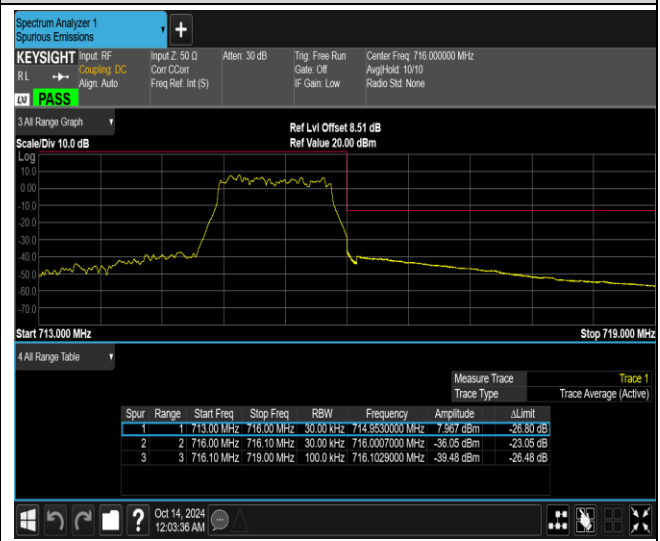 Spectrum Analyzer 1
Spurious Emissions
+
KEYSIGHT Input: RF Input Z: 50 Ω Atten: 30 dB Trig: Free Run Center Freq: 716.000000 MHz
Coupling: DC Corr CCorr Gate: Off Avg|Hold: 10/10
R L Align: Auto Freq Ref: Int (S) IF Gain: Low Radio Std: None
LXI PASS
3 All Range Graph
Ref Lvl Offset 8.51 dB
Scale/Div 10.0 dB Ref Value 20.00 dBm
Log
10.0
0.00
-10.0
-20.0
-30.0
-40.0
-50.0
-60.0
-70.0
Start 713.000 MHz Stop 719.000 MHz
4 All Range Table
Measure Trace Trace 1
Trace Type Trace Average (Active)
Spur Range Start Freq Stop Freq RBW Frequency Amplitude ΔLimit
1 1 713.00 MHz 716.00 MHz 30.00 kHz 714.9530000 MHz 7.967 dBm -26.80 dB
2 2 716.00 MHz 716.10 MHz 30.00 kHz 716.0007000 MHz -36.05 dBm -23.05 dB
3 3 716.10 MHz 719.00 MHz 100.0 kHz 716.1029000 MHz -39.48 dBm -26.48 dB
? Oct 14, 2024
12:03:36 AM